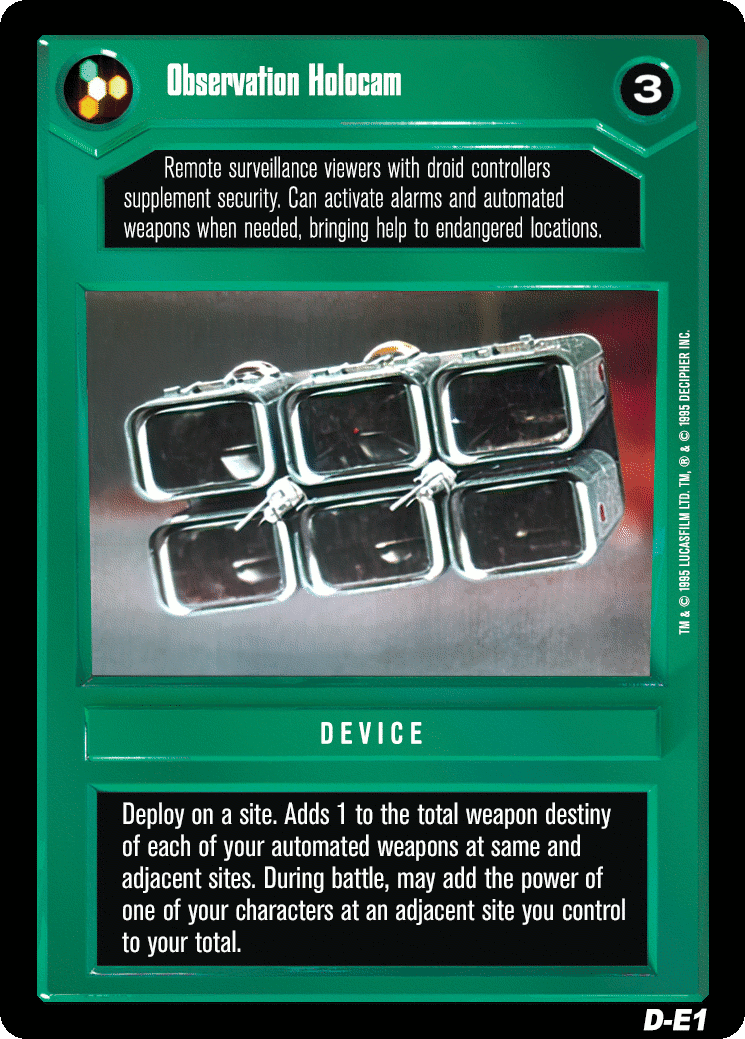 Observation Holocam
3
Remote surveillance viewers with droid controllers
supplement security. Can activate alarms and automated
weapons when needed, bringing help to endangered locations.
TM & © 1995 LUCASFILM LTD. TM, ® & © 1995 DECIPHER INC.
DEVICE
Deploy on a site. Adds 1 to the total weapon destiny
of each of your automated weapons at same and
adjacent sites. During battle, may add the power of
one of your characters at an adjacent site you control
to your total.
D-E1